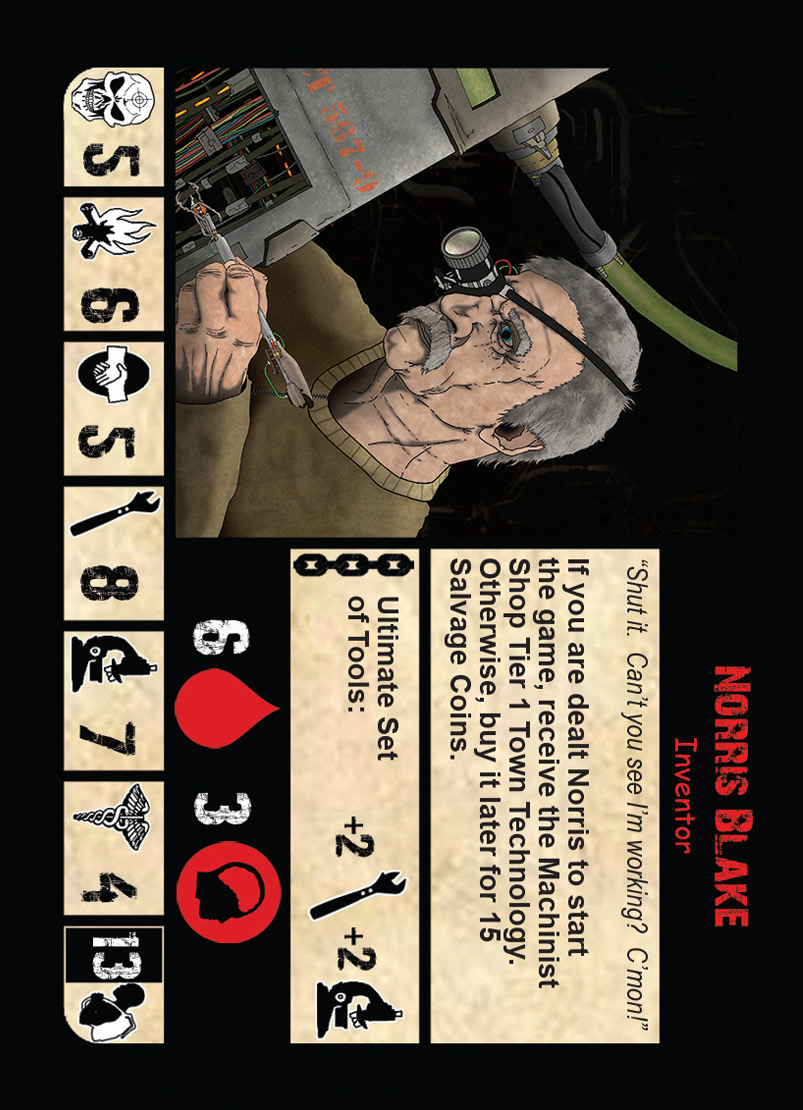 NORRIS BLAKE
Inventor
“Shut it. Can’t you see I’m working? C’mon!”
If you are dealt Norris to start
the game, receive the Machinist
Shop Tier 1 Town Technology.
Otherwise, buy it later for 15
Salvage Coins.
Ultimate Set
of Tools:
+2 +2
6 3
5 6 5 8 7 4 13